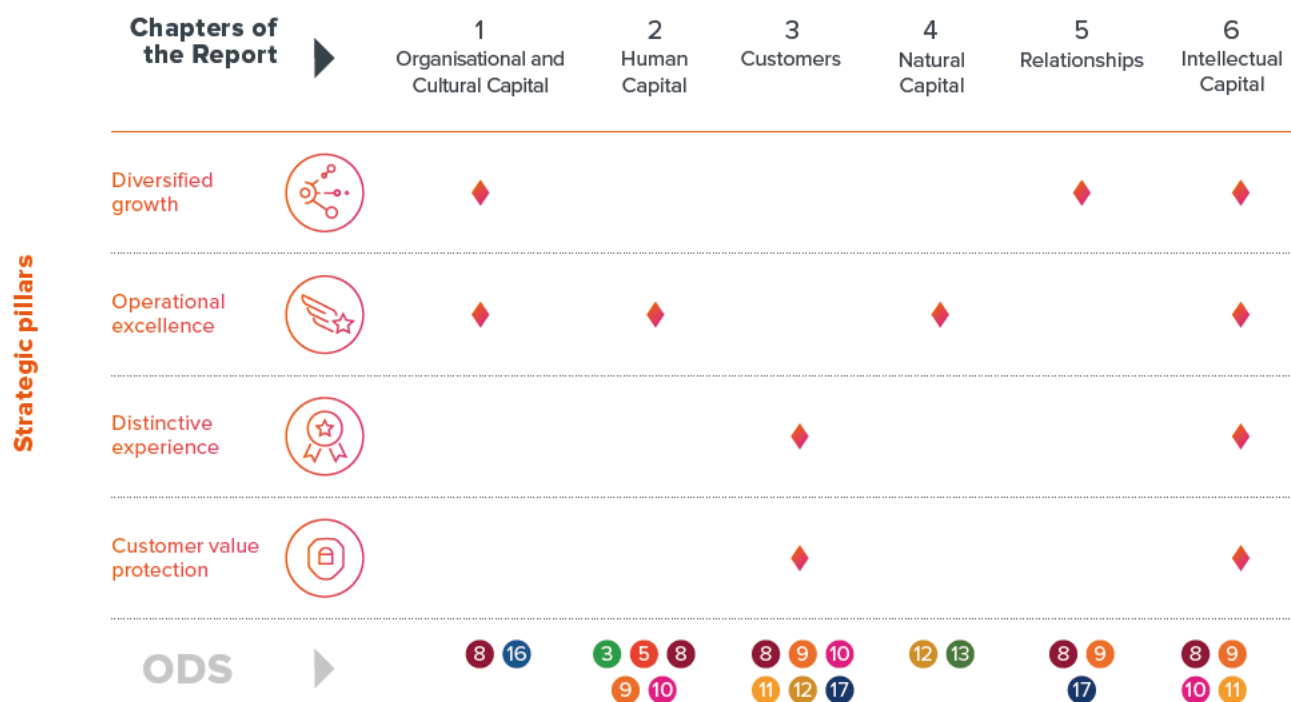 Chapters of
the Report
1
Organisational and
Cultural Capital
2
Human
Capital
3
Customers
4
Natural
Capital
5
Relationships
6
Intellectual
Capital
Strategic pillars
Diversified
growth
Operational
excellence
Distinctive
experience
Customer value
protection
ODS
8 16
3 5 8
9 10
8 9 10
11 12 17
12 13
8 9
17
8 9
10 11